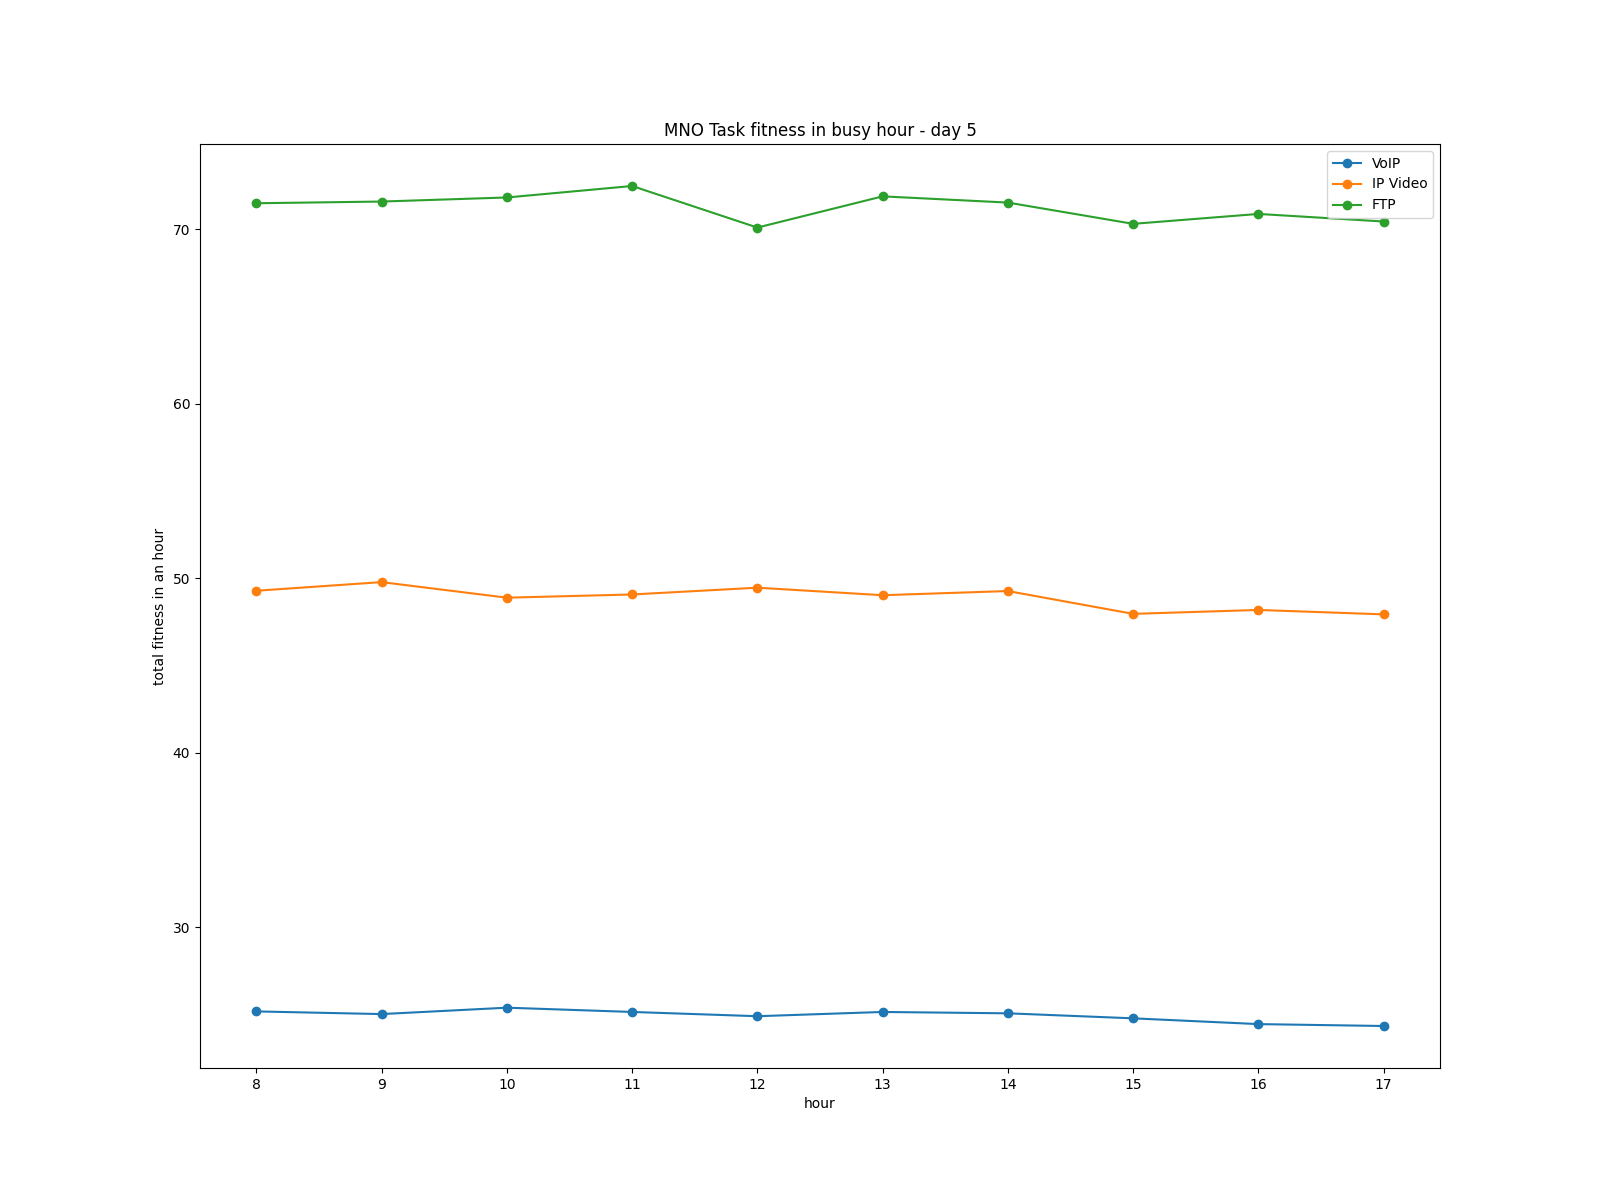 MNO Task fitness in busy hour - day 5
VoIP
IP Video
FTP
70
60
50
40
30
total fitness in an hour
8 9 10 11 12 13 14 15 16 17
hour